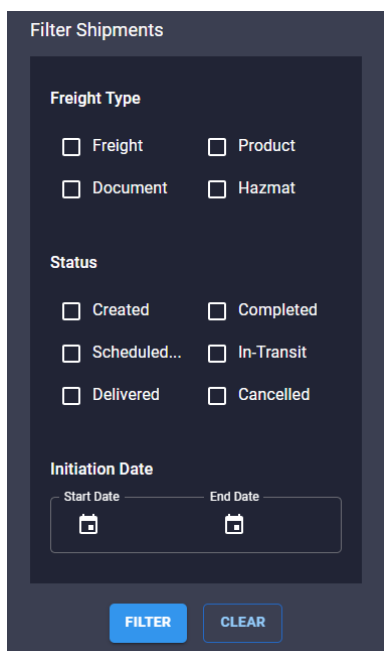 Filter Shipments
Freight Type
Freight Product
Document Hazmat
Status
Created Completed
Scheduled... In-Transit
Delivered Cancelled
Initiation Date
Start Date End Date
FILTER CLEAR